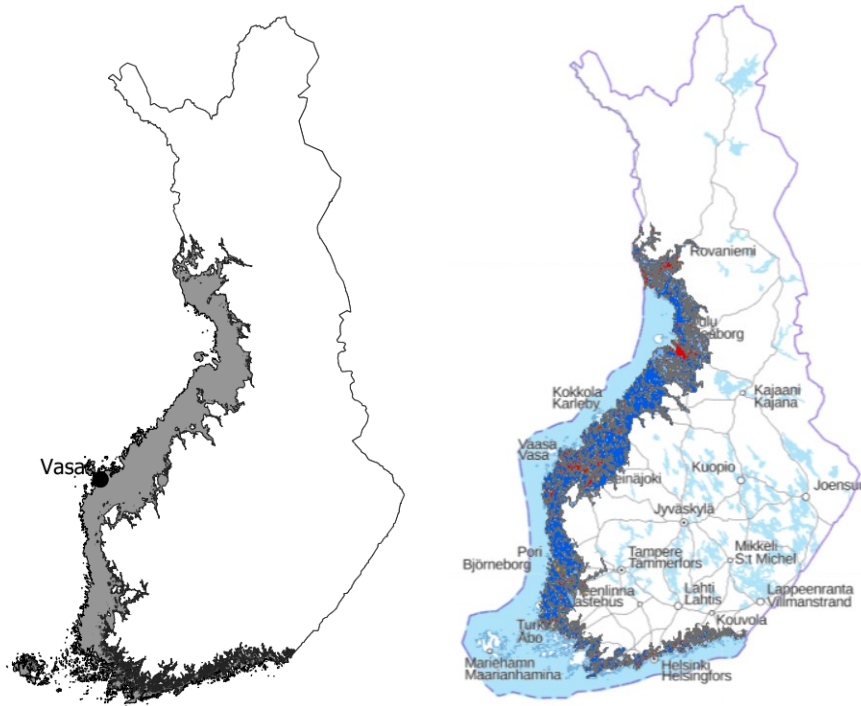 Vasa
Rovaniemi
Kokkola
Karleby
Kajaani
Kajana
Vaasa
Vasa
Kuopio
Joensuu
Jyväskylä
Pori
Björneborg
Tampere
Tammerfors
Mikkeli
S:t Michel
Lahti
Lahtis
Lappeenranta
Villmanstrand
Kouvola
Turku
Åbo
Mariehamn
Maarianhamina
Helsinki
Helsingfors